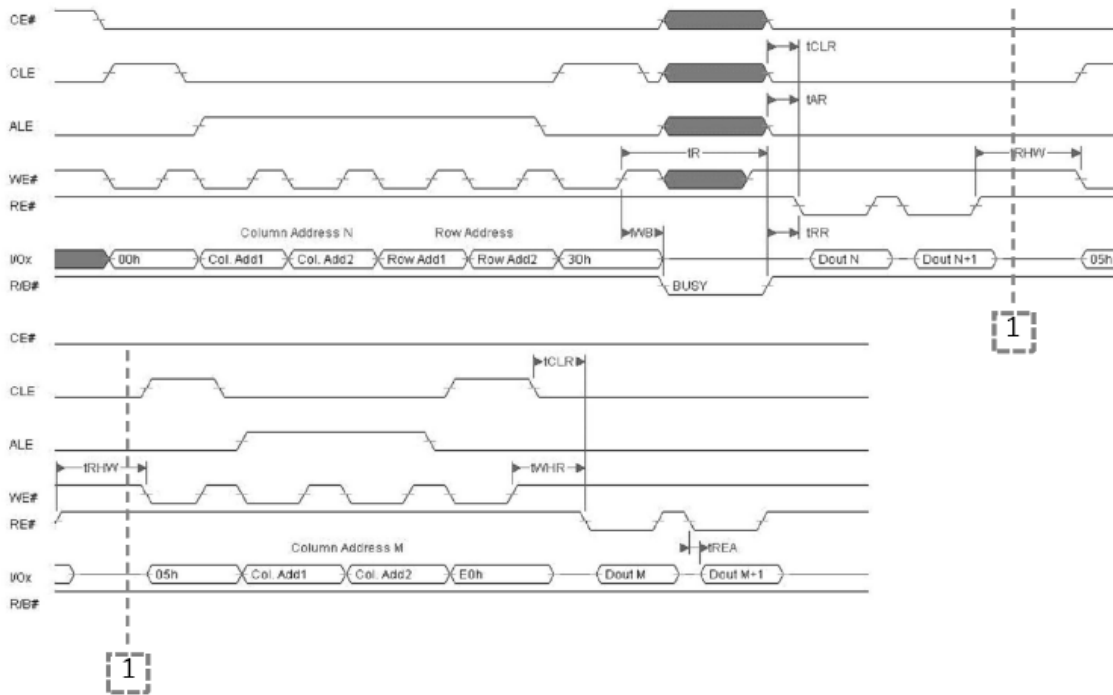 CE#
tCLR
CLE
tAR
ALE
tR
tRHW
WE#
RE#
Column Address N Row Address tWB tRR
I/Ox 00h Col. Add1 Col. Add2 Row Add1 Row Add2 30h Dout N Dout N+1 05h
R/B# BUSY
1
CE#
tCLR
CLE
ALE
tRHW tWHR
WE#
RE#
Column Address M tREA
I/Ox 05h Col. Add1 Col. Add2 E0h Dout M Dout M+1
R/B#
1